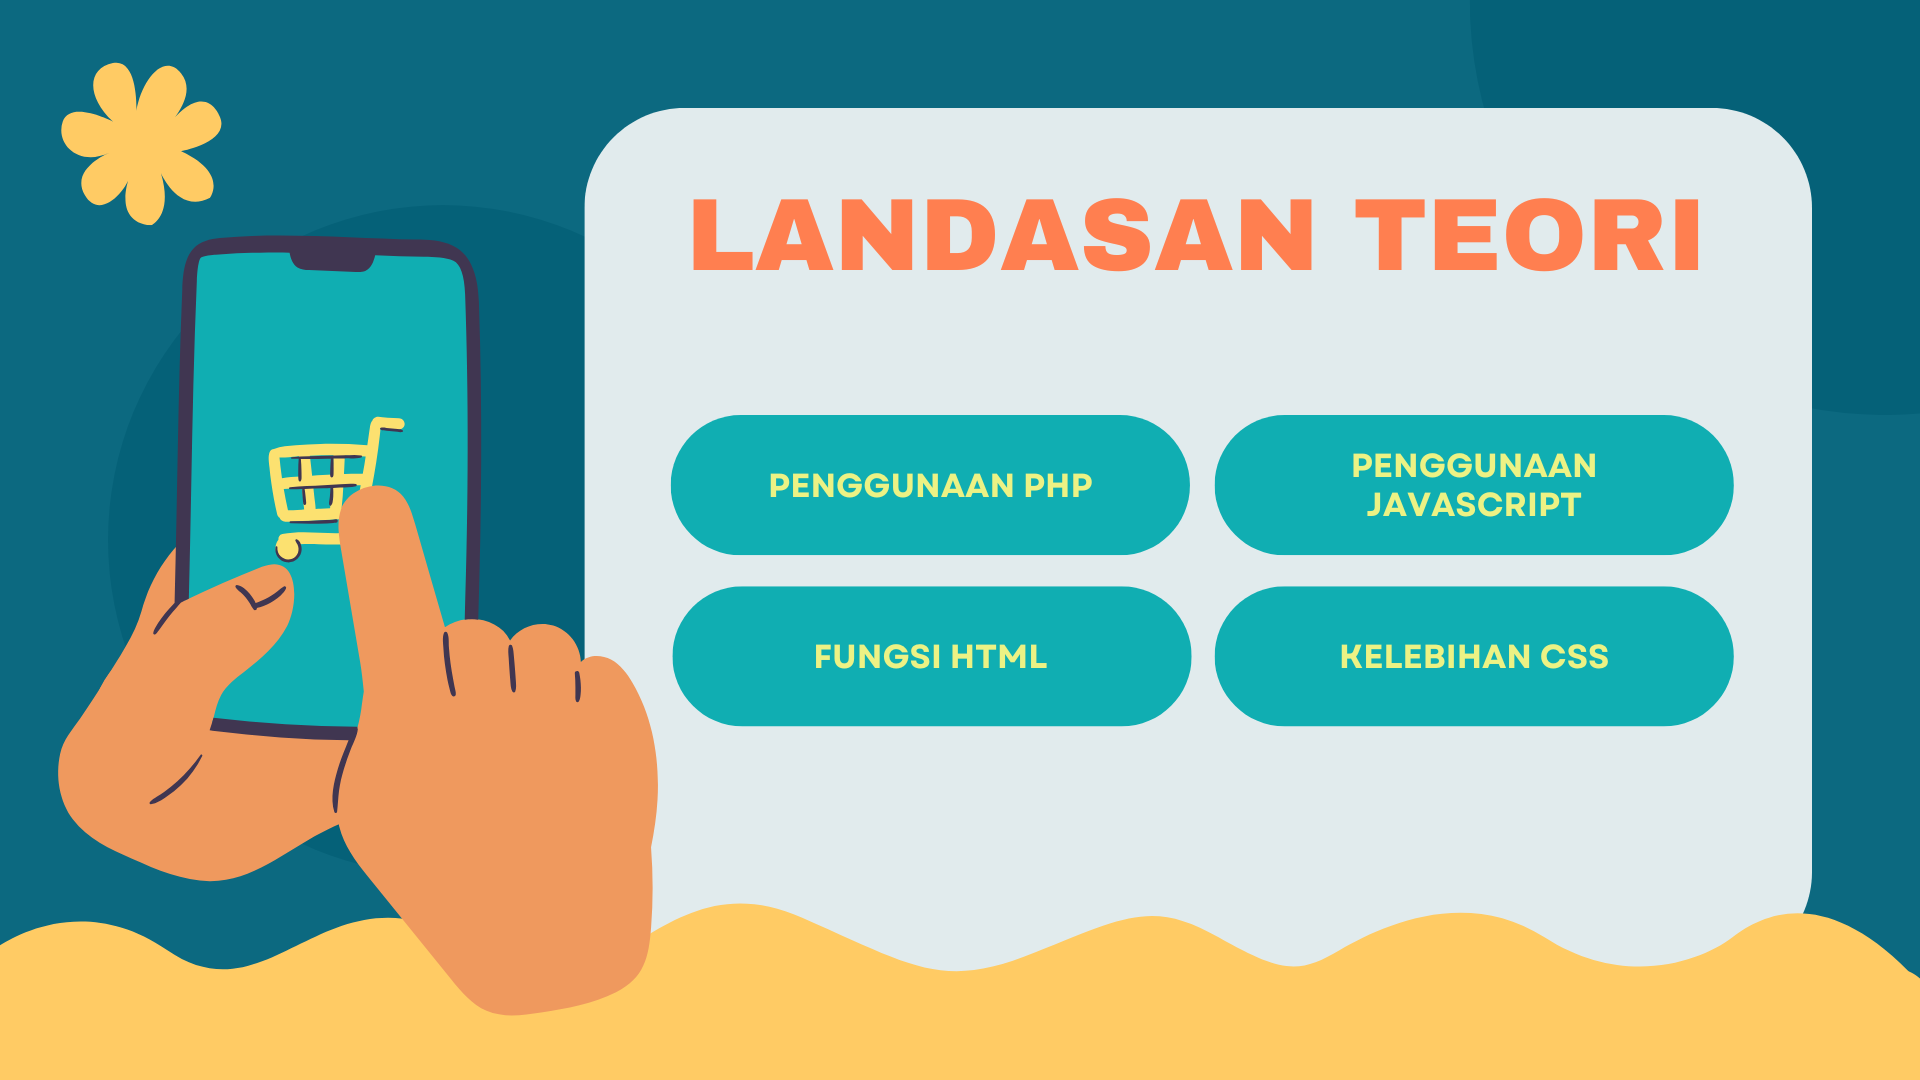 LANDASAN TEORI
PENGGUNAAN PHP
PENGGUNAAN
JAVASCRIPT
FUNGSI HTML
KELEBIHAN CSS